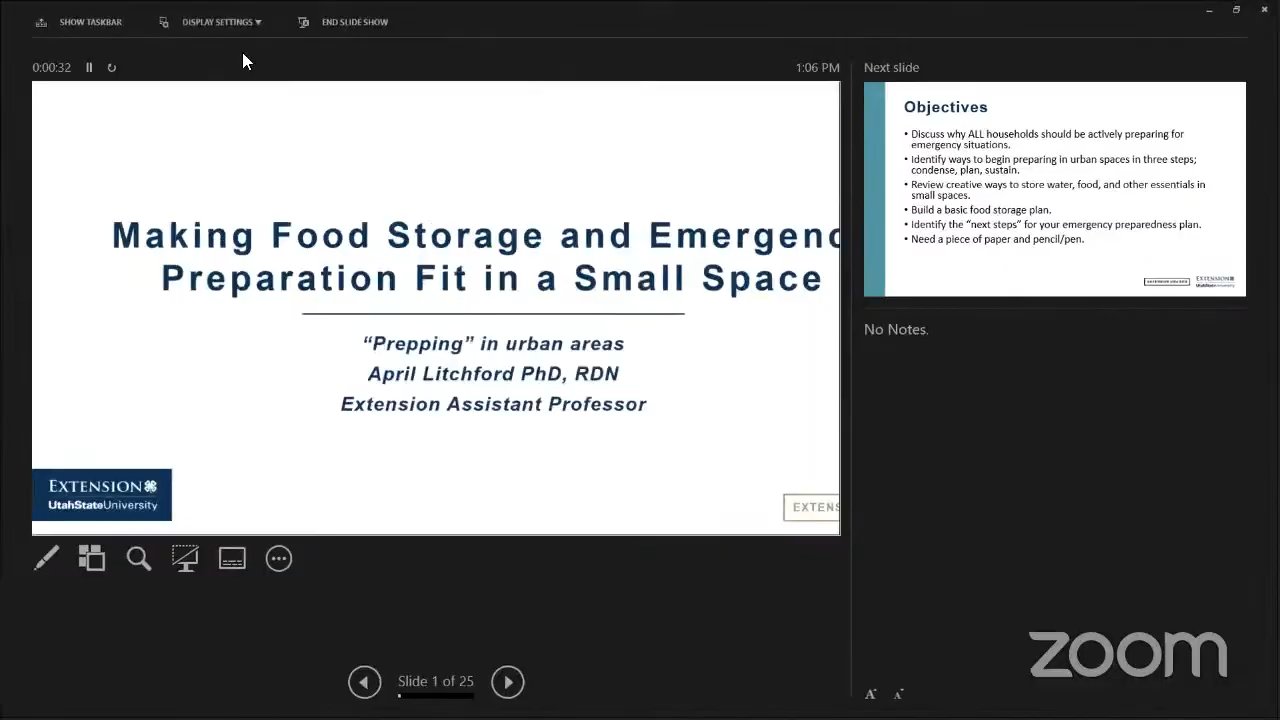 SHOW TASKBAR
DISPLAY SETTINGS
END SLIDE SHOW
0:00:32
1:06 PM
Next slide
Making Food Storage and Emergenc
Preparation Fit in a Small Space
“Prepping” in urban areas
April Litchford PhD, RDN
Extension Assistant Professor
EXTENSION
UtahStateUniversity
EXTENS
Objectives
• Discuss why ALL households should be actively preparing for
emergency situations.
• Identify ways to begin preparing in urban spaces in three steps;
condense, plan, sustain.
• Review creative ways to store water, food, and other essentials in
small spaces.
• Build a basic food storage plan.
• Identify the “next steps” for your emergency preparedness plan.
• Need a piece of paper and pencil/pen.
EXTENSION
UtahStateUniversity
No Notes.
Slide 1 of 25
A A
zoom